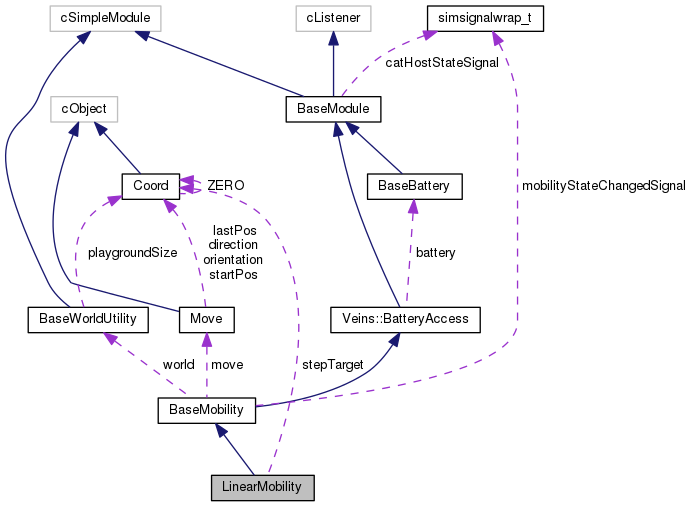 cSimpleModule
cListener
simsignalwrap_t
catHostStateSignal
cObject
BaseModule
Coord
ZERO
BaseBattery
mobilityStateChangedSignal
playgroundSize
lastPos
direction
orientation
startPos
battery
BaseWorldUtility
Move
Veins::BatteryAccess
world
move
stepTarget
BaseMobility
LinearMobility